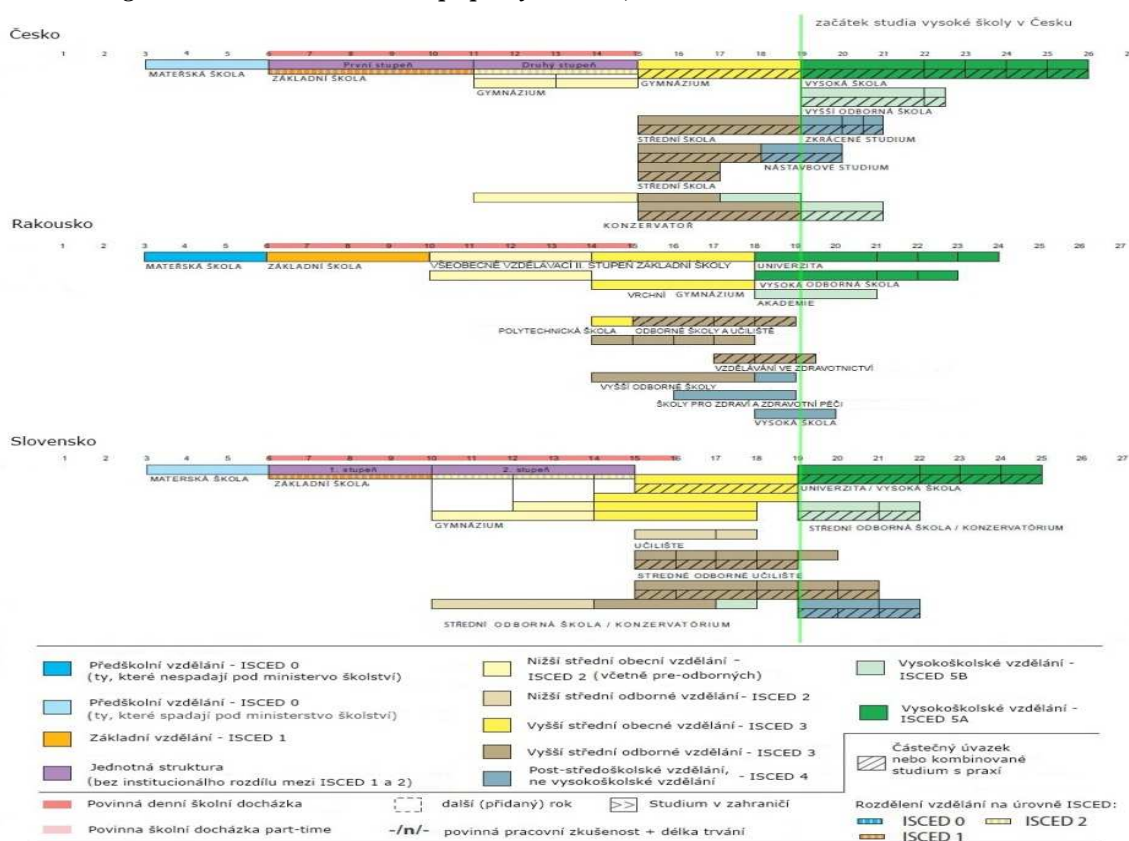 začátek studia vysoké školy v Česku
Česko
1 2 3 4 5 6 7 8 9 10 11 12 13 14 15 16 17 18 19 20 21 22 23 24 25 26 27
První stupeň Druhý stupeň
MATEŘSKÁ ŠKOLA ZÁKLADNÍ ŠKOLA GYMNÁZIUM GYMNÁZIUM VYSOKÁ ŠKOLA
VYŠŠÍ ODBORNÁ ŠKOLA
STŘEDNÍ ŠKOLA ZKRÁCENÉ STUDIUM
NÁSTAVBOVÉ STUDIUM
STŘEDNÍ ŠKOLA
KONZERVATOŘ
Rakousko
1 2 3 4 5 6 7 8 9 10 11 12 13 14 15 16 17 18 19 20 21 22 23 24 25 26 27
MATEŘSKÁ ŠKOLA ZÁKLADNÍ ŠKOLA VŠEOBECNÉ VZDĚLÁVACÍ II. STUPEŇ ZÁKLADNÍ ŠKOLY UNIVERZITA
VYSOKÁ ODBORNÁ ŠKOLA
VRCHNÍ GYMNÁZIUM AKADEMIE
POLYTECHNICKÁ ŠKOLA ODBORNÉ ŠKOLY A UČILIŠTĚ
VZDĚLÁVÁNÍ VE ZDRAVOTNICTVÍ
VYŠŠÍ ODBORNÉ ŠKOLY
ŠKOLY PRO ZDRAVÍ A ZDRAVOTNÍ PÉČI
VYSOKÁ ŠKOLA
Slovensko
1 2 3 4 5 6 7 8 9 10 11 12 13 14 15 16 17 18 19 20 21 22 23 24 25 26 27
1. stupeň 2. stupeň
MATERSKÁ ŠKOLA ZÁKLADNÍ ŠKOLA UNIVERZITA / VYSOKÁ ŠKOLA
GYMNÁZIUM STŘEDNÍ ODBORNÁ ŠKOLA / KONZERVATÓRIUM
UČILIŠTE
STREDNÉ ODBORNÉ UČILIŠTE
STŘEDNÍ ODBORNÁ ŠKOLA / KONZERVATÓRIUM
Předškolní vzdělání - ISCED 0
(ty, které nespadají pod ministervo školství)
Předškolní vzdělání - ISCED 0
(ty, které spadají pod ministerstvo školství)
Základní vzdělání - ISCED 1
Jednotná struktura
(bez institucionálního rozdílu mezi ISCED 1 a 2)
Povinná denní školní docházka
Povinna školní docházka part-time
Nižší střední obecní vzdělání -
ISCED 2 (včetně pre-odborných)
Nižší střední odborné vzdělání - ISCED 2
Vyšší střední obecné vzdělání - ISCED 3
Vyšší střední odborné vzdělání - ISCED 3
Post-středoškolské vzdělání,
ne vysokoškolské vzdělání - ISCED 4
další (přidaný) rok
>> Studium v zahraničí
-/n/- povinná pracovní zkušenost + délka trvání
Vysokoškolské vzdělání -
ISCED 5B
Vysokoškolské vzdělání -
ISCED 5A
Částečný úvazek
nebo kombinované
studium s praxí
Rozdělení vzdělání na úrovně ISCED:
ISCED 0 ISCED 2
ISCED 1